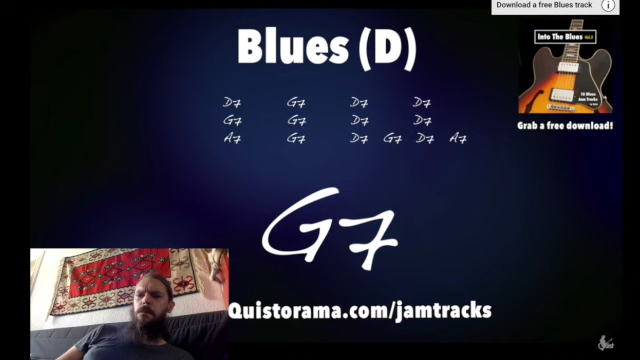 Download a free Blues track
Blues (D)
Into The Blues
Grab a free download!
D7 G7 D7 D7
G7 G7 D7 D7
A7 G7 D7 G7 D7 A7
G7
Quistorama.com/jamtracks